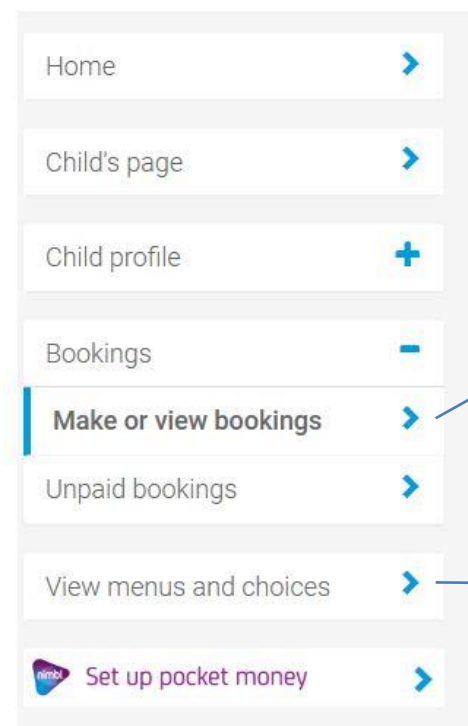 Home
Child's page
Child profile
Bookings
Make or view bookings
Unpaid bookings
View menus and choices
nimbl Set up pocket money